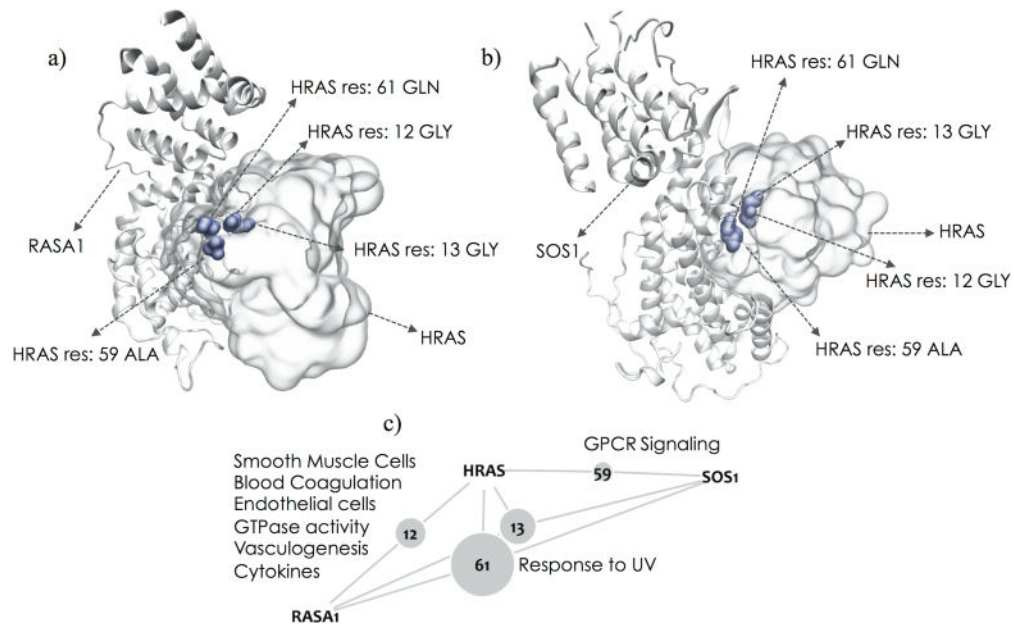 a)
HRAS res: 61 GLN
HRAS res: 12 GLY
RASA1
HRAS res: 13 GLY
HRAS res: 59 ALA
HRAS
b)
HRAS res: 61 GLN
HRAS res: 13 GLY
SOS1
HRAS
HRAS res: 12 GLY
HRAS res: 59 ALA
c)
GPCR Signaling
Smooth Muscle Cells
Blood Coagulation
Endothelial cells
GTPase activity
Vasculogenesis
Cytokines
HRAS
59
SOS1
12
13
61
Response to UV
RASA1